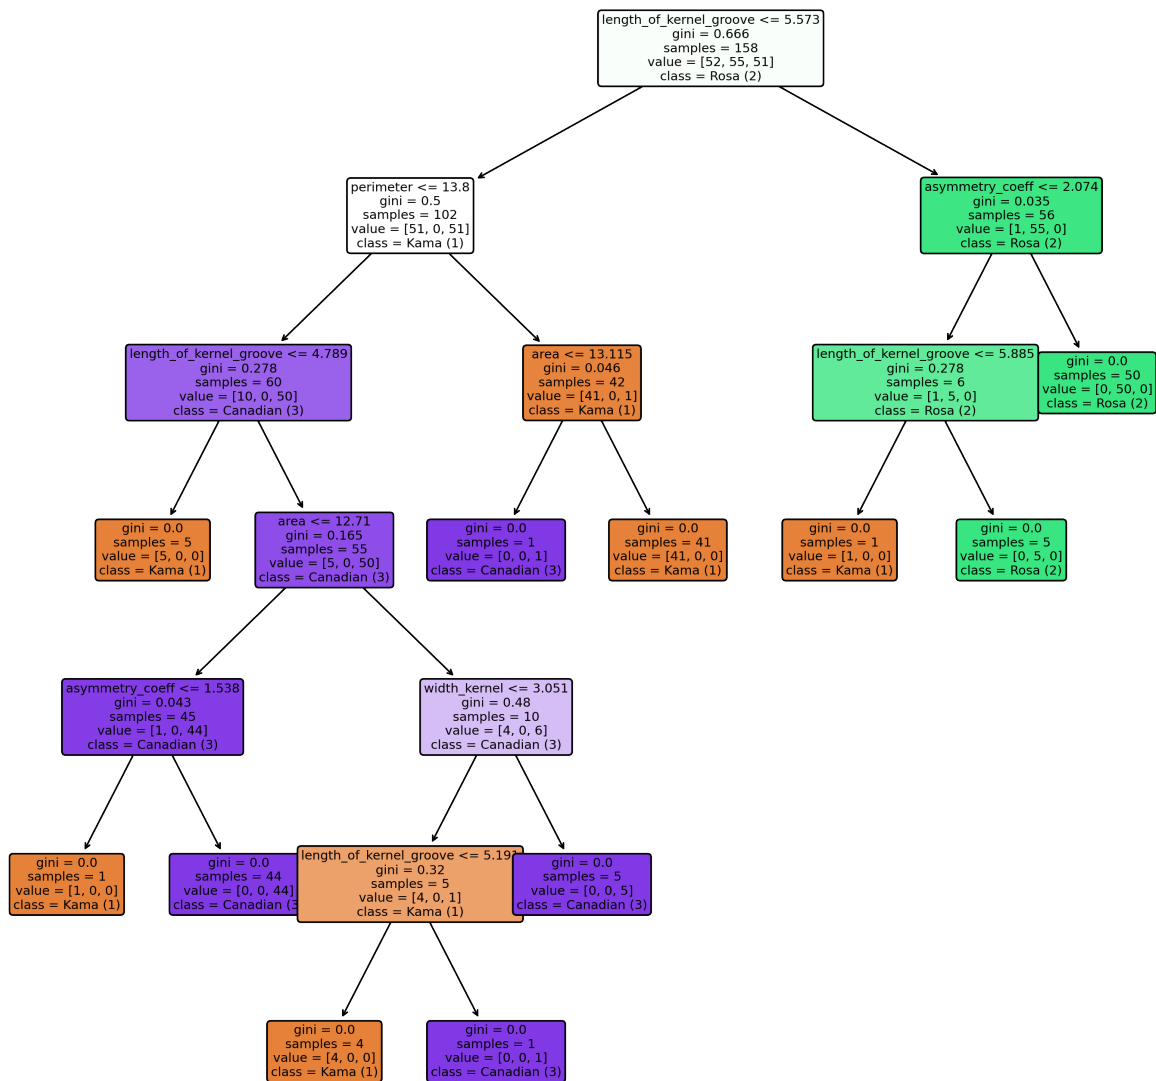 length_of_kernel_groove <= 5.573
gini = 0.666
samples = 158
value = [52, 55, 51]
class = Rosa (2)
perimeter <= 13.8
gini = 0.5
samples = 102
value = [51, 0, 51]
class = Kama (1)
asymmetry_coeff <= 2.074
gini = 0.035
samples = 56
value = [1, 55, 0]
class = Rosa (2)
length_of_kernel_groove <= 4.789
gini = 0.278
samples = 60
value = [10, 0, 50]
class = Canadian (3)
area <= 13.115
gini = 0.046
samples = 42
value = [41, 0, 1]
class = Kama (1)
length_of_kernel_groove <= 5.885
gini = 0.278
samples = 6
value = [1, 5, 0]
class = Rosa (2)
gini = 0.0
samples = 50
value = [0, 50, 0]
class = Rosa (2)
gini = 0.0
samples = 5
value = [5, 0, 0]
class = Kama (1)
area <= 12.71
gini = 0.165
samples = 55
value = [5, 0, 50]
class = Canadian (3)
gini = 0.0
samples = 1
value = [0, 0, 1]
class = Canadian (3)
gini = 0.0
samples = 41
value = [41, 0, 0]
class = Kama (1)
gini = 0.0
samples = 1
value = [1, 0, 0]
class = Kama (1)
gini = 0.0
samples = 5
value = [0, 5, 0]
class = Rosa (2)
asymmetry_coeff <= 1.538
gini = 0.043
samples = 45
value = [1, 0, 44]
class = Canadian (3)
width_kernel <= 3.051
gini = 0.48
samples = 10
value = [4, 0, 6]
class = Canadian (3)
gini = 0.0
samples = 1
value = [1, 0, 0]
class = Kama (1)
gini = 0.0
samples = 44
value = [0, 0, 44]
class = Canadian (3
length_of_kernel_groove <= 5.191
gini = 0.32
samples = 5
value = [4, 0, 1]
class = Kama (1)
gini = 0.0
samples = 5
value = [0, 0, 5]
class = Canadian (3)
gini = 0.0
samples = 4
value = [4, 0, 0]
class = Kama (1)
gini = 0.0
samples = 1
value = [0, 0, 1]
class = Canadian (3)